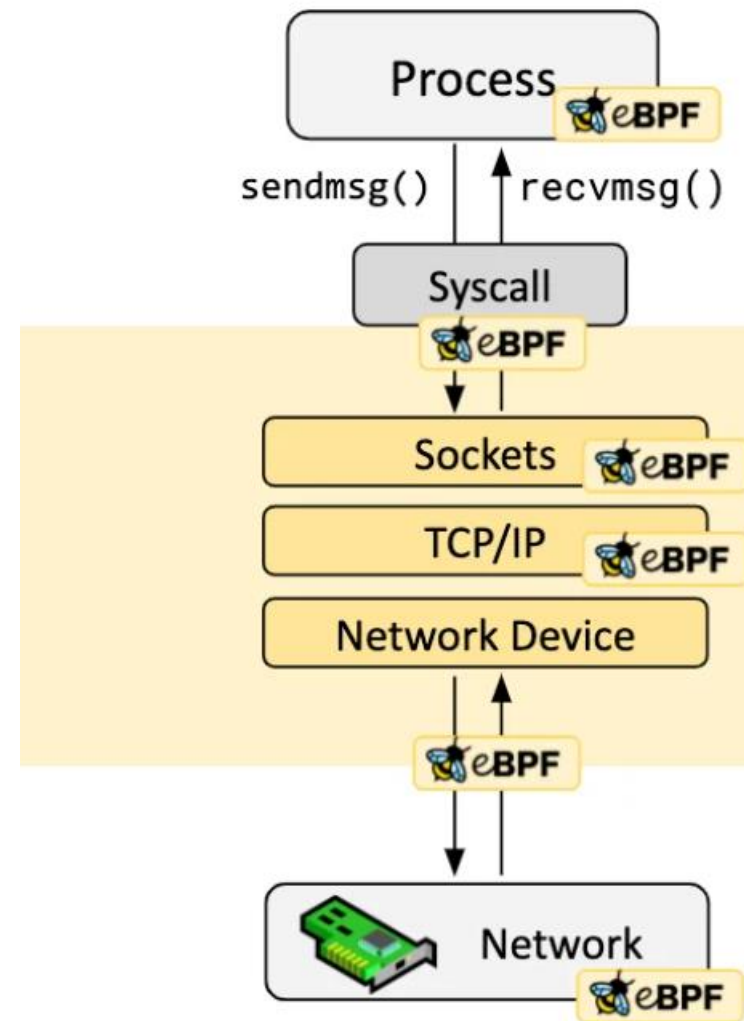 Process
eBPF
sendmsg()
recvmsg()
Syscall
eBPF
Sockets
eBPF
TCP/IP
eBPF
Network Device
eBPF
Network
eBPF